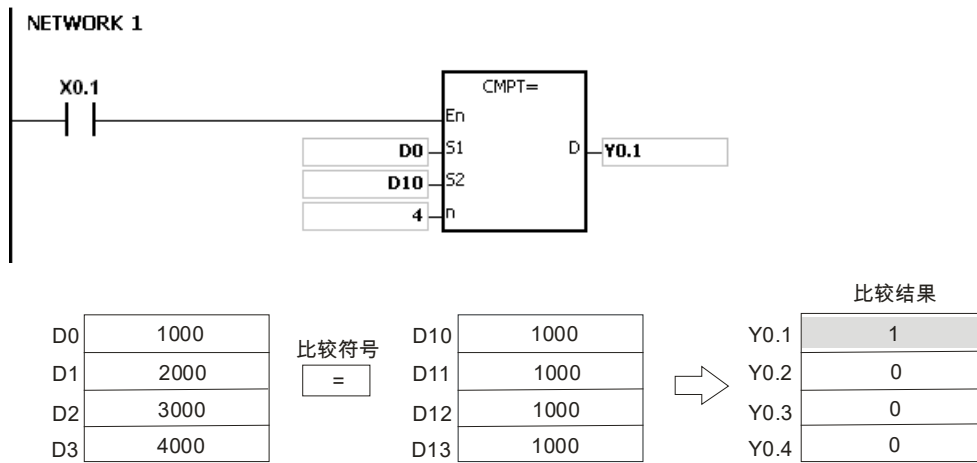 NETWORK 1
X0.1
CMPT=
En
D0 S1 D Y0.1
D10 S2
4 n
比较结果
D0 1000 比较符号 D10 1000 Y0.1 1
D1 2000 = D11 1000 Y0.2 0
D2 3000 D12 1000 Y0.3 0
D3 4000 D13 1000 Y0.4 0